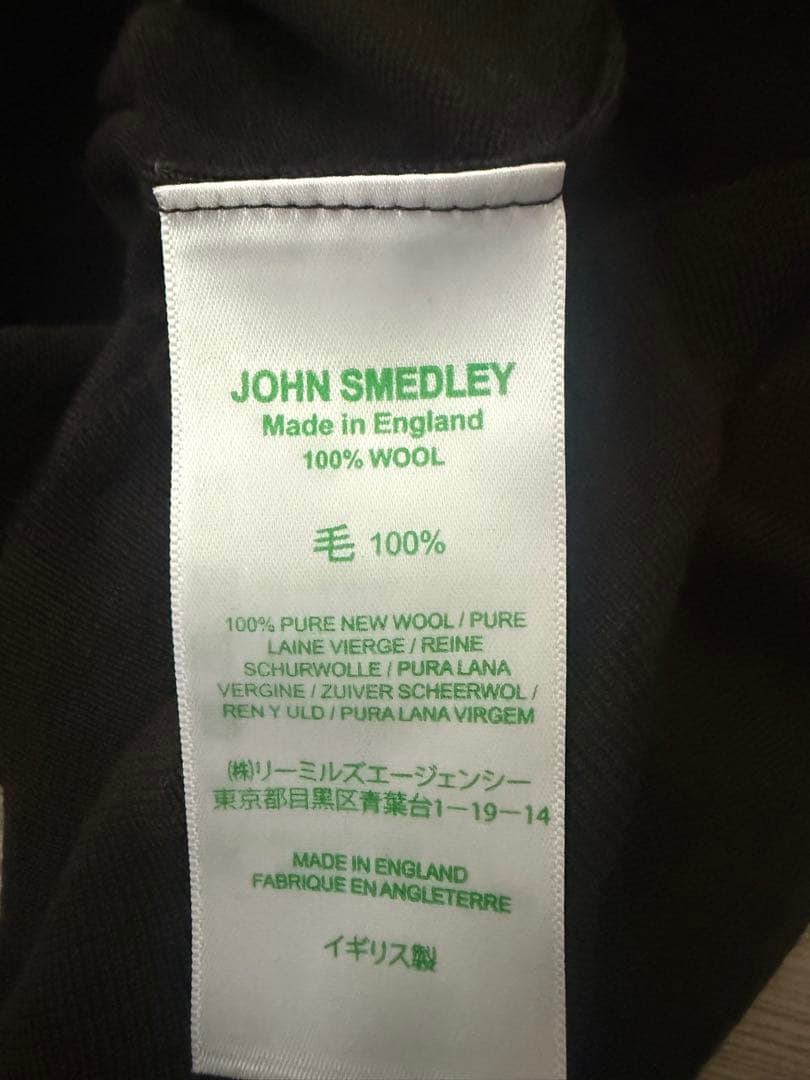 JOHN SMEDLEY
Made in England
100% WOOL
毛 100%
100% PURE NEW WOOL / PURE
LAINE VIERGE / REINE
SCHURWOLLE / PURA LANA
VERGINE / ZUIVER SCHEERWOL /
REN Y ULD / PURA LANA VIRGEM
㈱リーミルズエージェンシー
東京都目黒区青葉台1-19-14
MADE IN ENGLAND
FABRIQUE EN ANGLETERRE
イギリス製